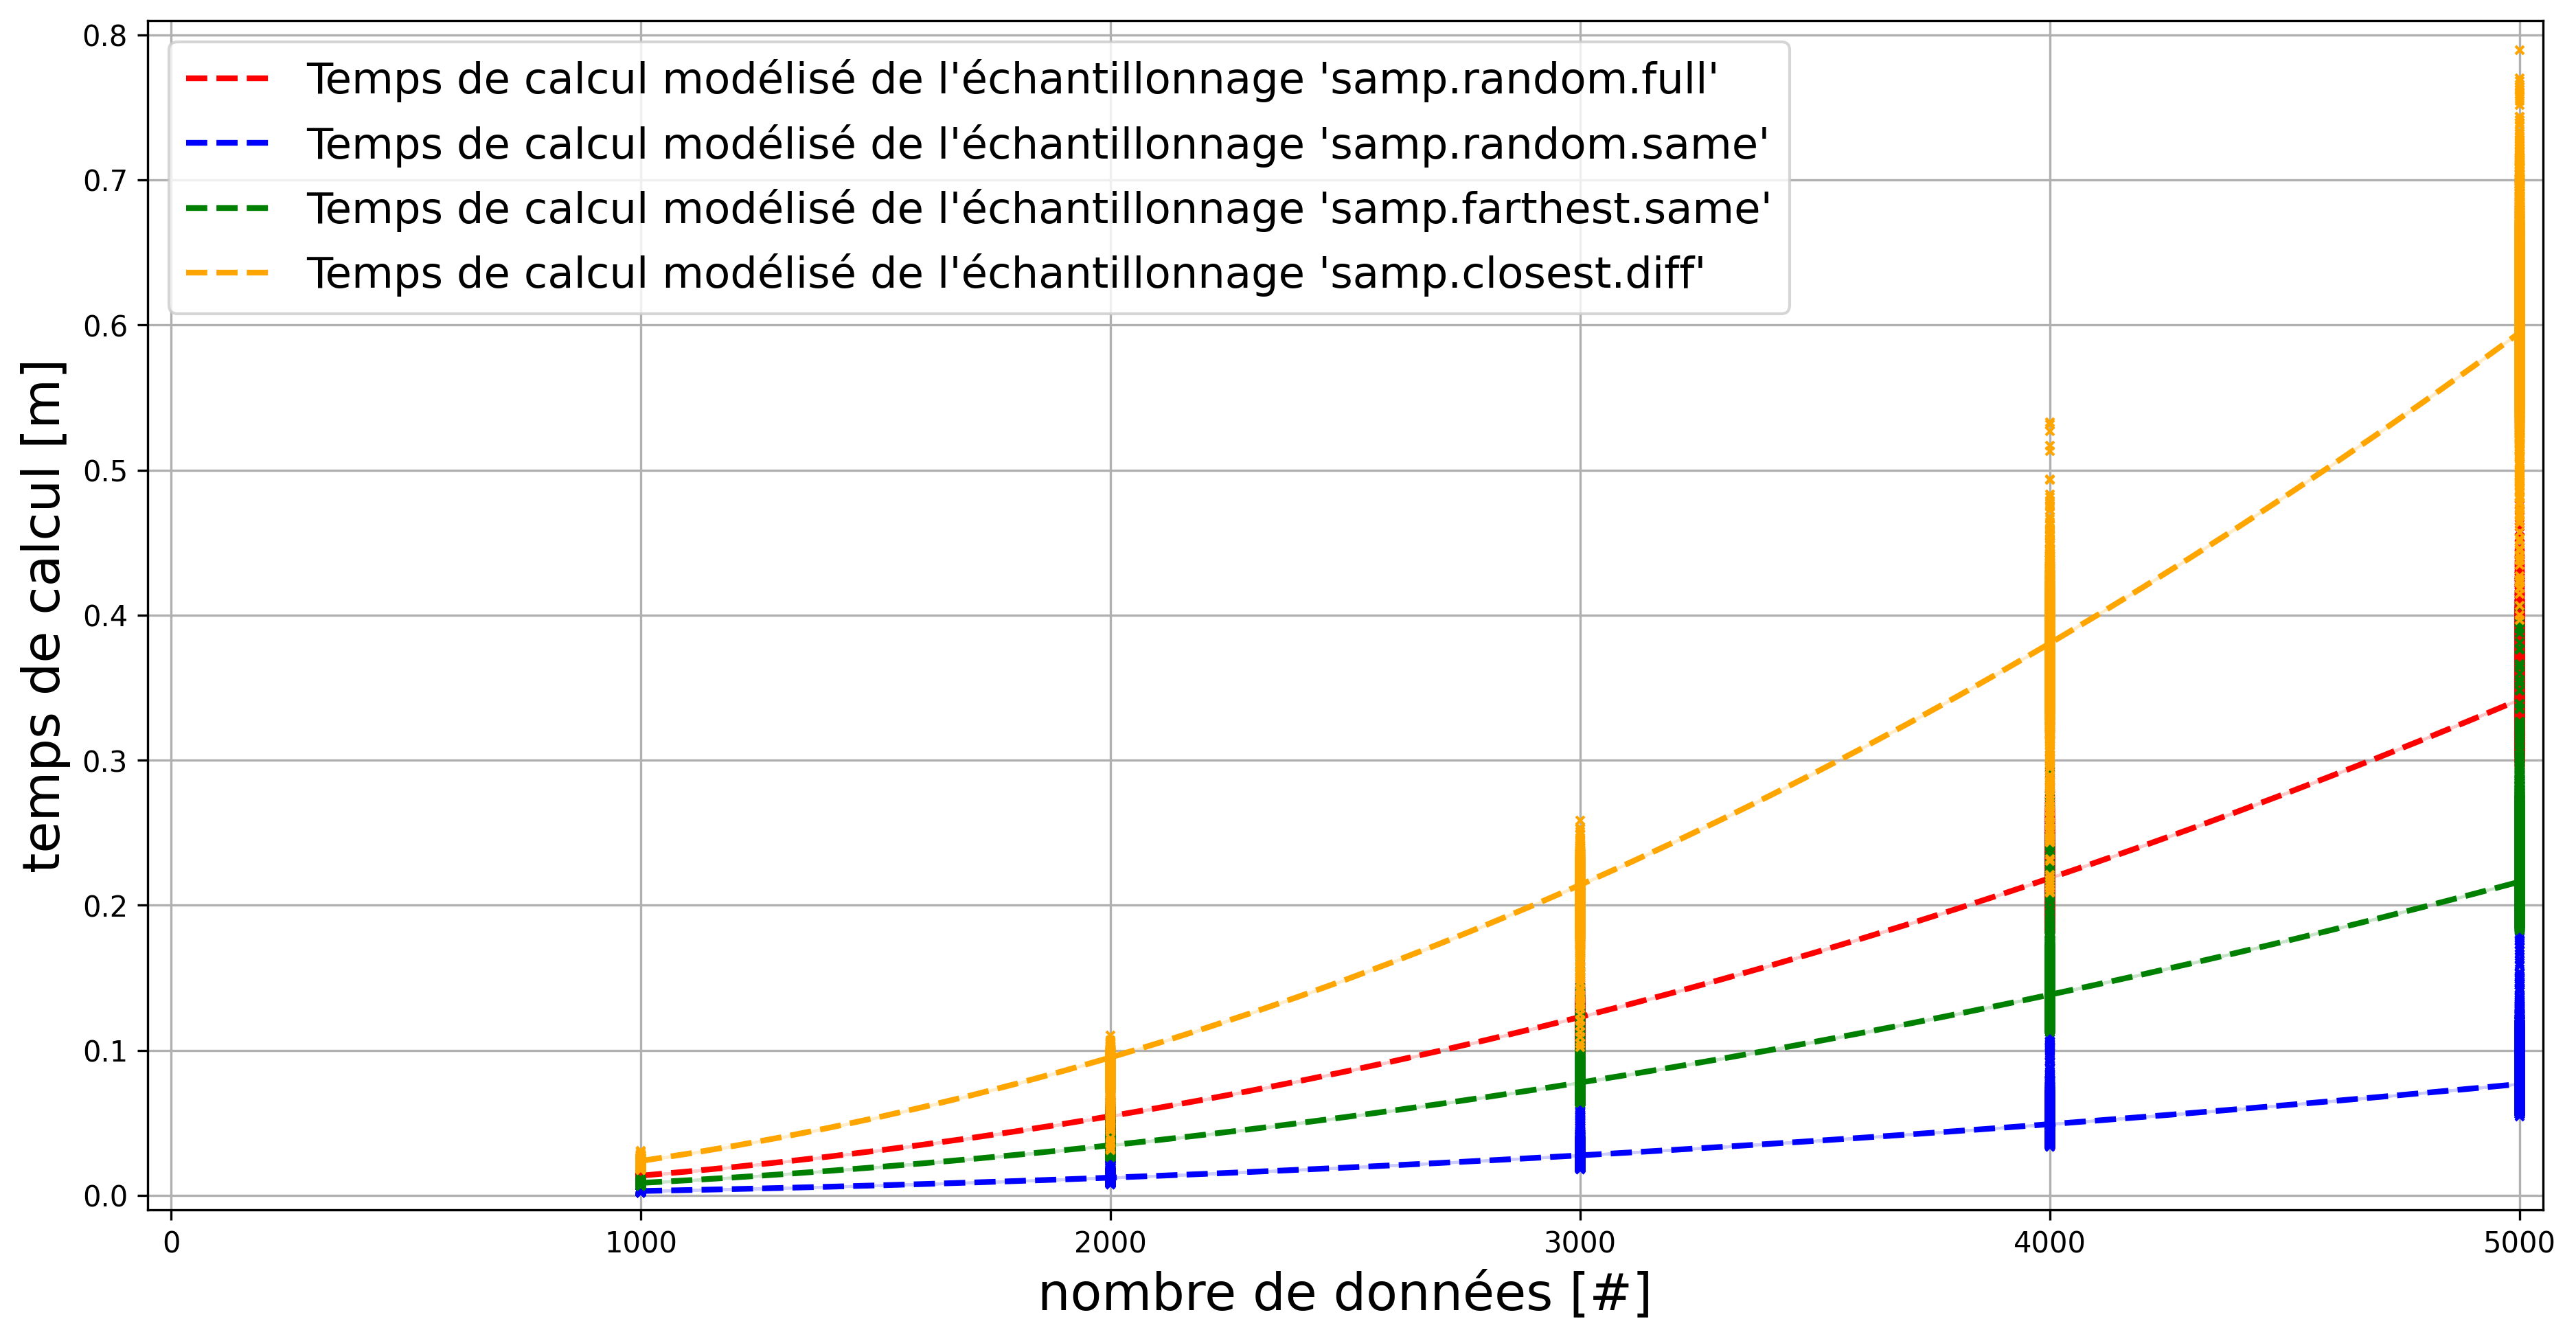 Temps de calcul modélisé de l'échantillonnage 'samp.random.full'
Temps de calcul modélisé de l'échantillonnage 'samp.random.same'
Temps de calcul modélisé de l'échantillonnage 'samp.farthest.same'
Temps de calcul modélisé de l'échantillonnage 'samp.closest.diff'
temps de calcul [m]
0.8
0.7
0.6
0.5
0.4
0.3
0.2
0.1
0.0
0 1000 2000 3000 4000 5000
nombre de données [#]